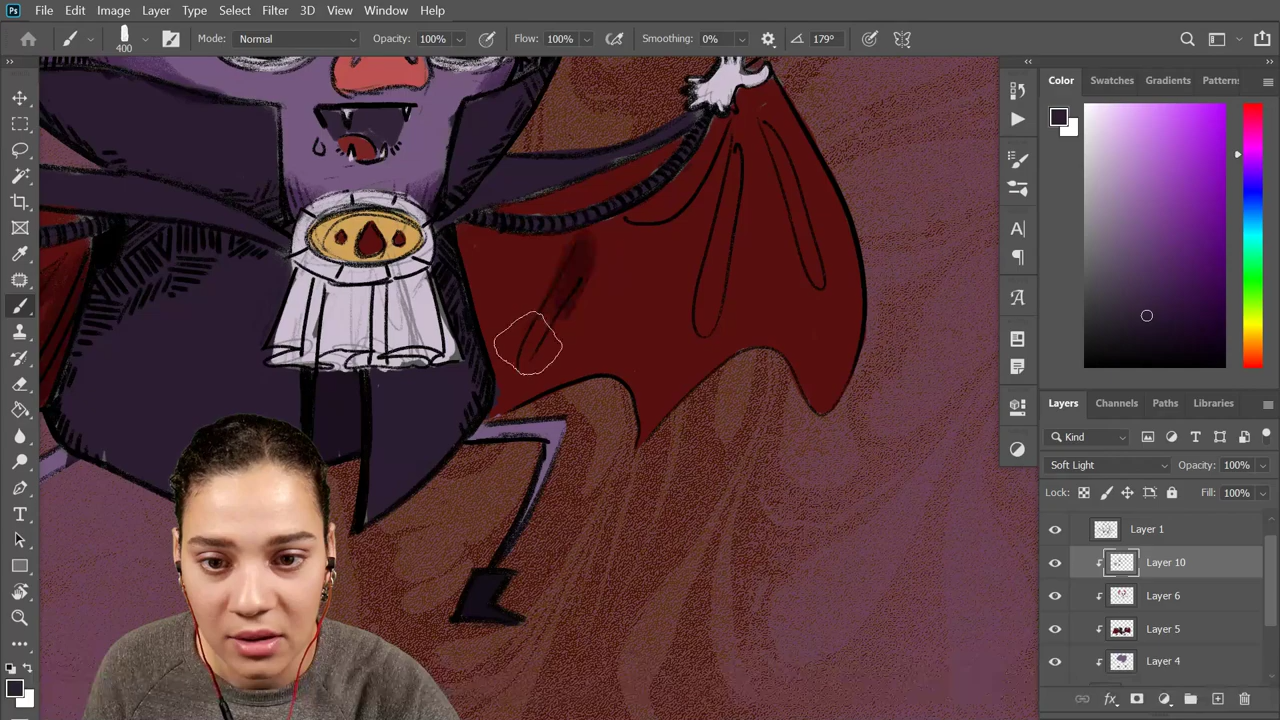 Ps File Edit Image Layer Type Select Filter 3D View Window Help
400 Mode: Normal Opacity: 100% Flow: 100% Smoothing: 0% 179°
Color Swatches Gradients Patterns
Layers Channels Paths Libraries
Kind
Soft Light Opacity: 100%
Lock: Fill: 100%
Layer 1
Layer 10
Layer 6
Layer 5
Layer 4
fx